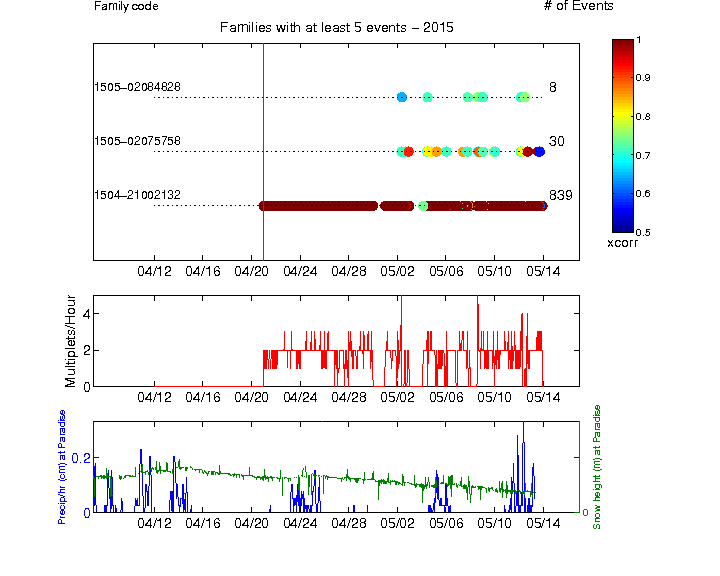 Family code
# of Events
Families with at least 5 events – 2015
1505–02084828
8
1505–02075758
30
1504–21002132
839
04/12 04/16 04/20 04/24 04/28 05/02 05/06 05/10 05/14
1
0.9
0.8
0.7
0.6
0.5
xcorr
Multiplets/Hour
4
2
0
04/12 04/16 04/20 04/24 04/28 05/02 05/06 05/10 05/14
Precip/hr (cm) at Paradise
0.2
0
Snow height (m) at Paradise
0
04/12 04/16 04/20 04/24 04/28 05/02 05/06 05/10 05/14